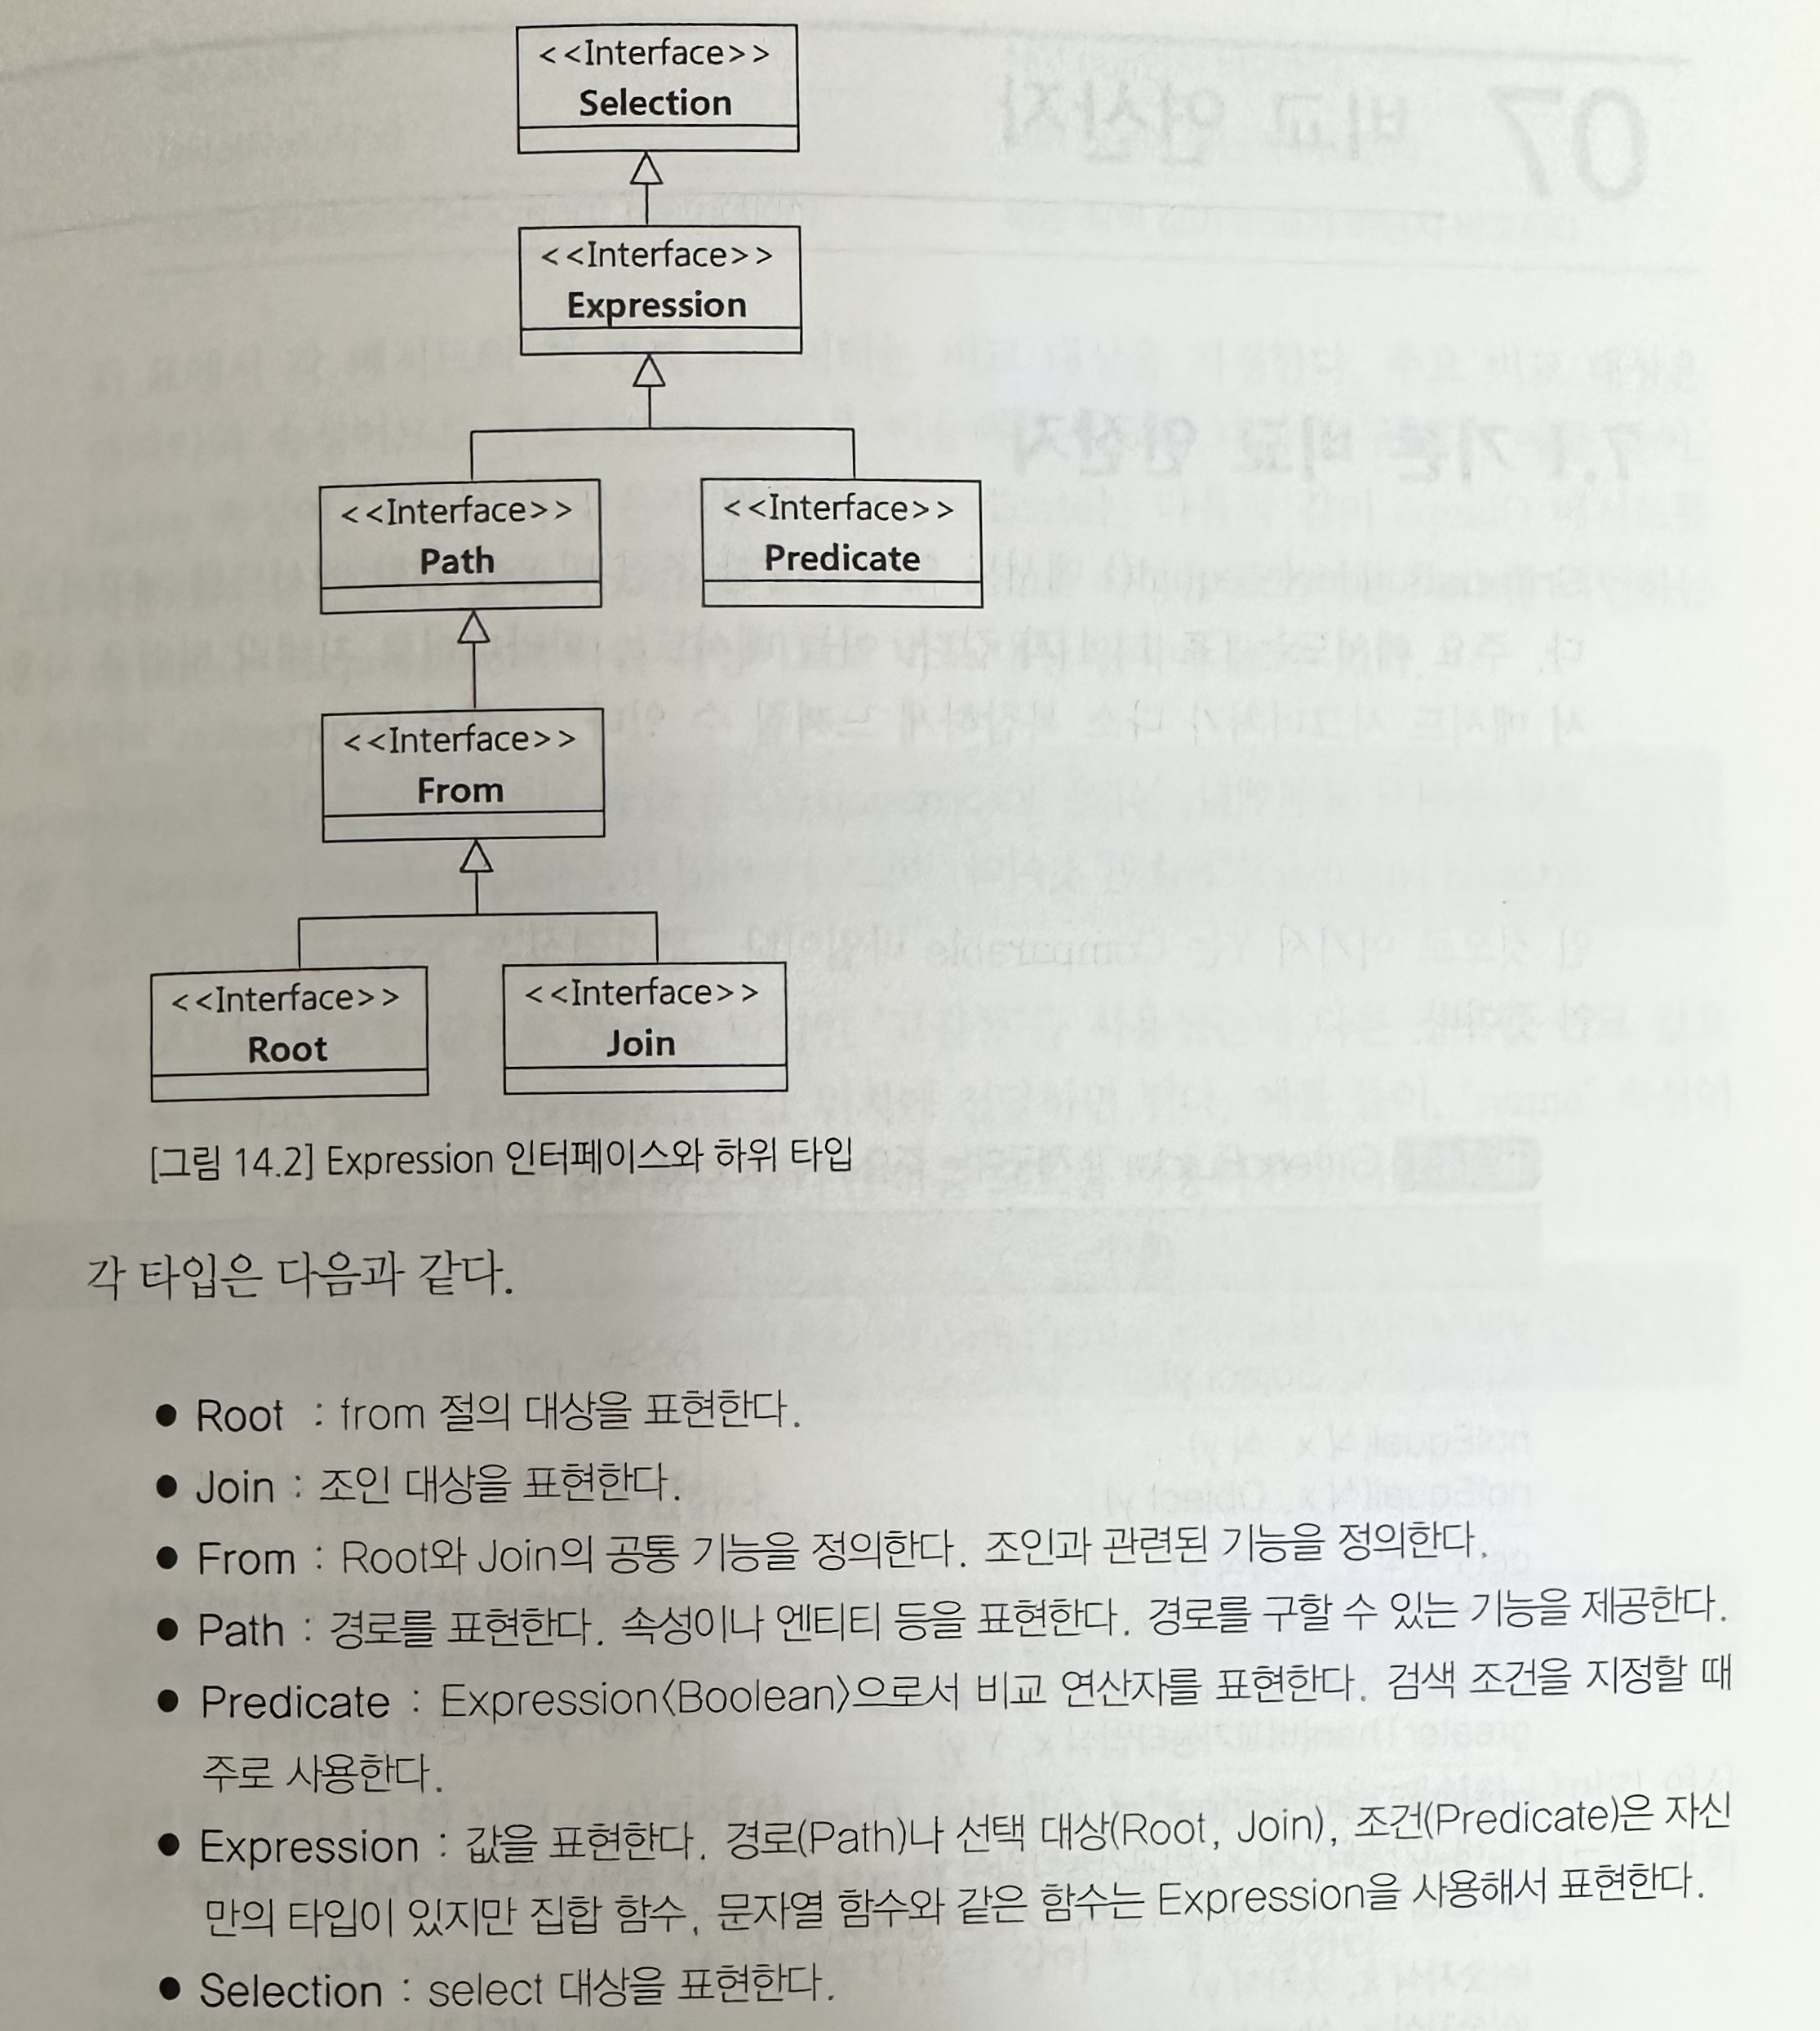 <<Interface>>
Selection
<<Interface>>
Expression
<<Interface>>
Path
<<Interface>>
Predicate
<<Interface>>
From
<<Interface>>
Root
<<Interface>>
Join
[그림 14.2] Expression 인터페이스와 하위 타입
각 타입은 다음과 같다.
● Root : from 절의 대상을 표현한다.
● Join : 조인 대상을 표현한다.
● From : Root와 Join의 공통 기능을 정의한다. 조인과 관련된 기능을 정의한다.
● Path : 경로를 표현한다. 속성이나 엔티티 등을 표현한다. 경로를 구할 수 있는 기능을 제공한다.
● Predicate : Expression<Boolean>으로서 비교 연산자를 표현한다. 검색 조건을 지정할 때
주로 사용한다.
● Expression : 값을 표현한다. 경로(Path)나 선택 대상(Root, Join), 조건(Predicate)은 자신
만의 타입이 있지만 집합 함수, 문자열 함수와 같은 함수는 Expression을 사용해서 표현한다.
● Selection : select 대상을 표현한다.